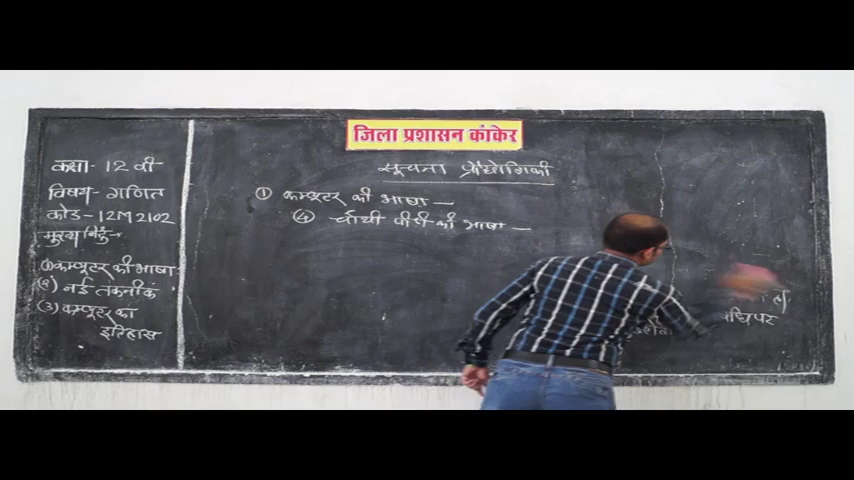 जिला प्रशासन कांकेर
कक्षा - 12 वी
विषय - गणित
कोड - 12M2102
मुख्य बिंदु →
(1) कम्प्यूटर की भाषा
(2) नई तकनीकें
(3) कम्प्यूटर का
इतिहास
सूचना प्रौद्योगिकी
① कम्प्यूटर की भाषा —
④ चौथी पीढी की भाषा —